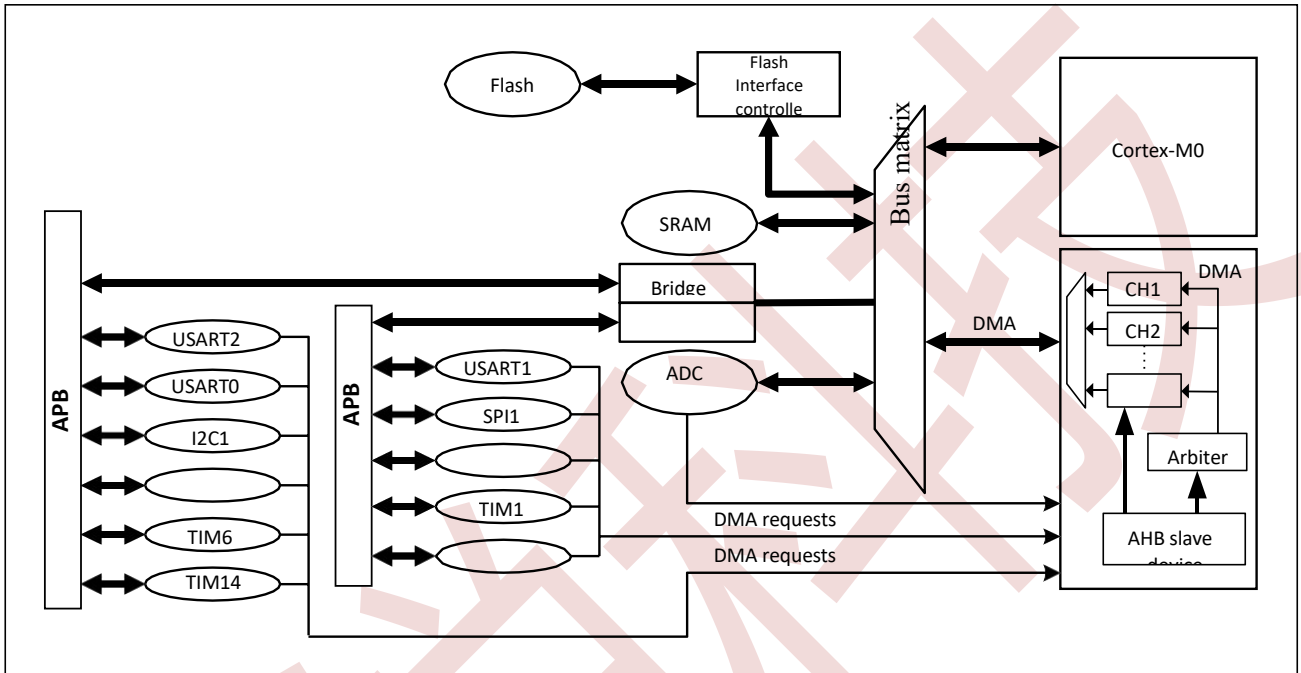 Flash
Flash
Interface
controlle
Bus matrix
Cortex-M0
SRAM
Bridge
DMA
CH1
CH2
DMA
ADC
USART2
USART0
I2C1
TIM6
TIM14
APB
USART1
SPI1
TIM1
APB
Arbiter
AHB slave
device
DMA requests
DMA requests